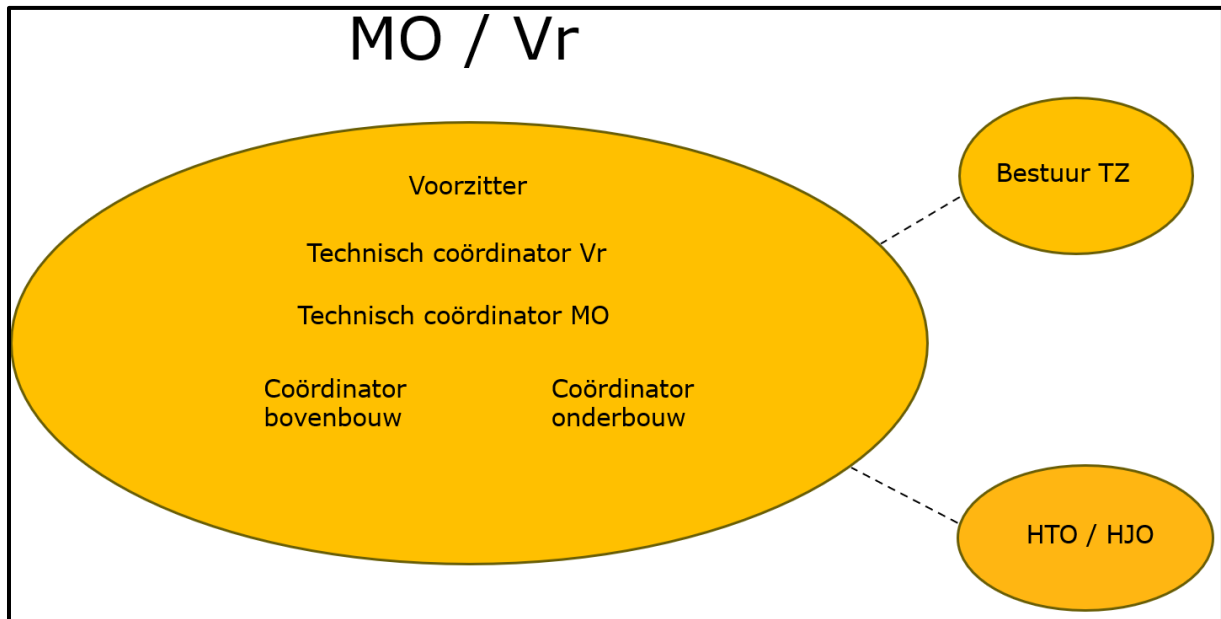 MO / Vr
Voorzitter
Bestuur TZ
Technisch coördinator Vr
Technisch coördinator MO
Coördinator
bovenbouw
Coördinator
onderbouw
HTO / HJO